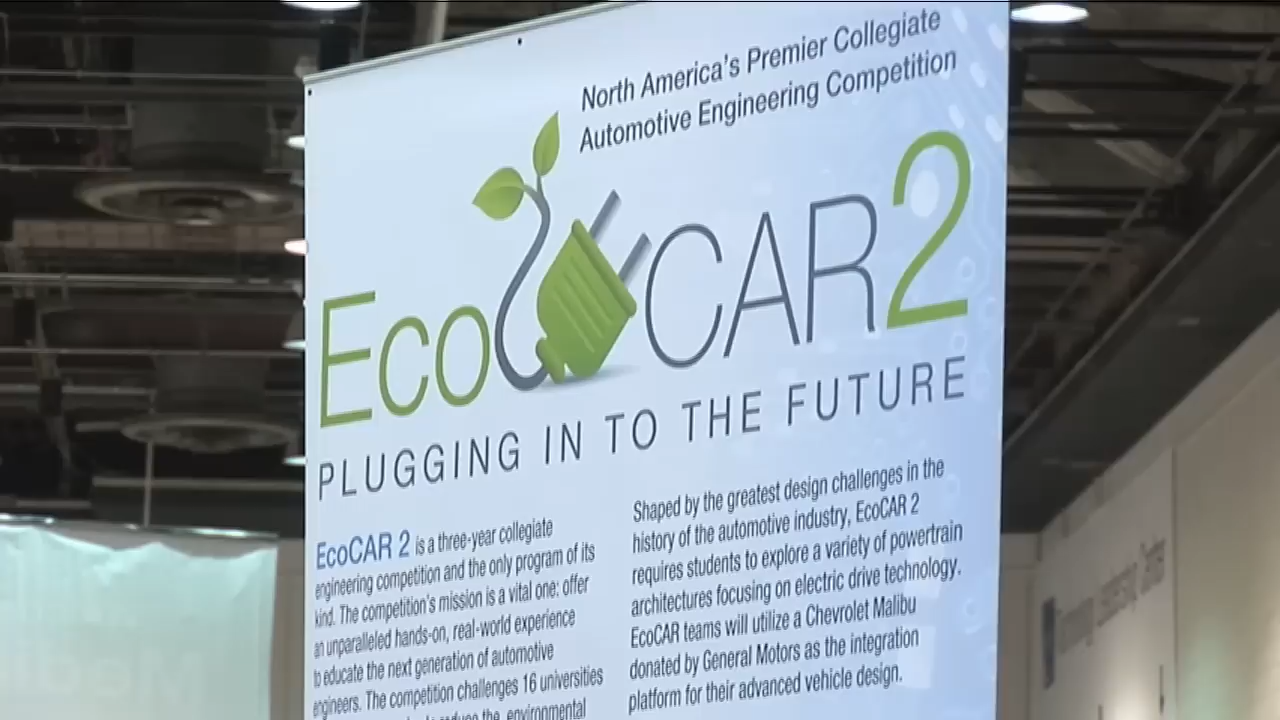 North America's Premier Collegiate
Automotive Engineering Competition
EcoCAR2
PLUGGING IN TO THE FUTURE
EcoCAR 2 is a three-year collegiate
engineering competition and the only program of its
kind. The competition's mission is a vital one: offer
an unparalleled hands-on, real-world experience
to educate the next generation of automotive
engineers. The competition challenges 16 universities
the environmental
Shaped by the greatest design challenges in the
history of the automotive industry, EcoCAR 2
requires students to explore a variety of powertrain
architectures focusing on electric drive technology.
EcoCAR teams will utilize a Chevrolet Malibu
donated by General Motors as the integration
platform for their advanced vehicle design.